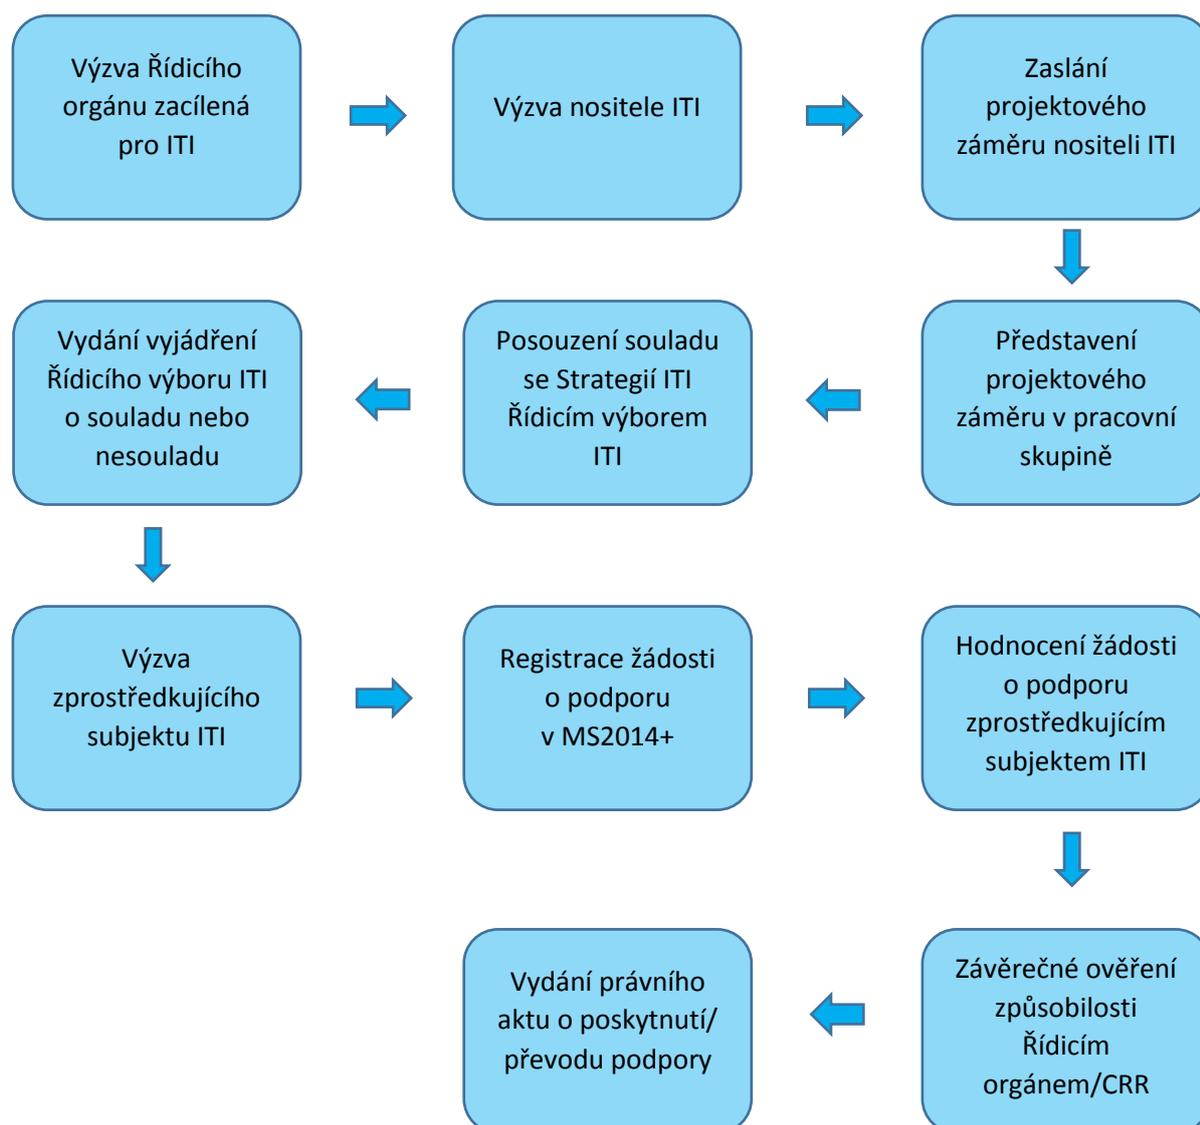 Výzva Řídicího
orgánu zacílená
pro ITI
Výzva nositele ITI
Zaslání
projektového
záměru nositeli ITI
Představení
projektového
záměru v pracovní
skupině
Posouzení souladu
se Strategií ITI
Řídicím výborem
ITI
Vydání vyjádření
Řídicího výboru ITI
o souladu nebo
nesouladu
Výzva
zprostředkujícího
subjektu ITI
Registrace žádosti
o podporu
v MS2014+
Hodnocení žádosti
o podporu
zprostředkujícím
subjektem ITI
Závěrečné ověření
způsobilosti
Řídicím
orgánem/CRR
Vydání právního
aktu o poskytnutí/
převodu podpory